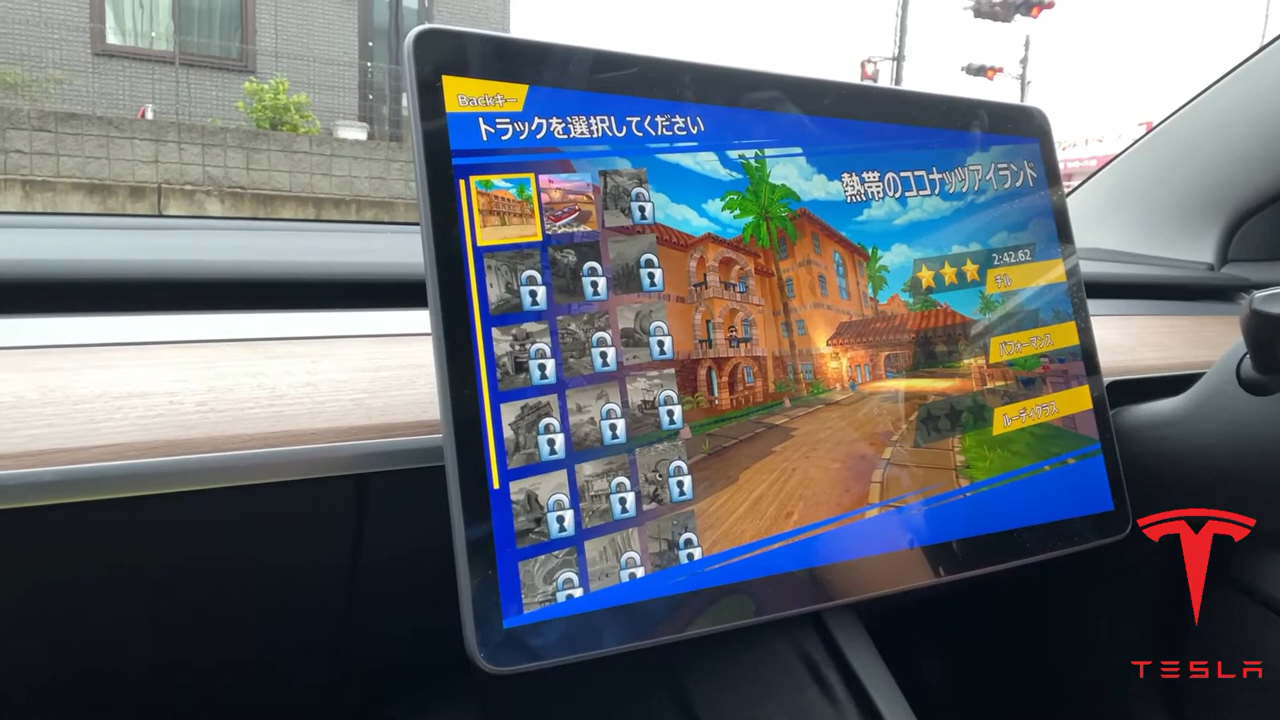 Backキー
トラックを選択してください
熱帯のココナッツアイランド
2:42.62
チル
パフォーマンス
ルーディクラス
TESLA